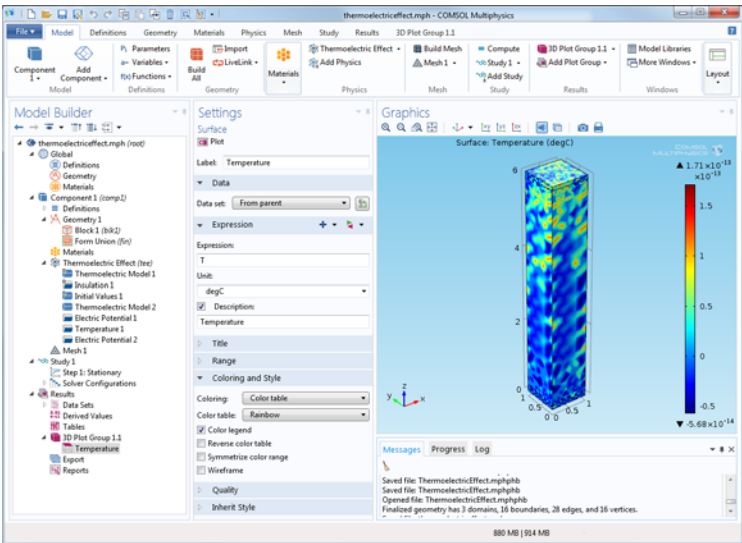 thermoelectriceffect.mph - COMSOL Multiphysics
File Model Definitions Geometry Materials Physics Mesh Study Results 3D Plot Group 1.1
Component 1 Add Component
Pi Parameters
a= Variables
f(x) Functions
Build All
Import
LiveLink
Materials
Thermoelectric Effect
Add Physics
Build Mesh
Mesh 1
Compute
Study 1
Add Study
3D Plot Group 1.1
Add Plot Group
Model Libraries
More Windows
Layout
Model Definitions Geometry Physics Mesh Study Results Windows
Model Builder
thermoelectriceffect.mph (root)
Global
Definitions
Geometry
Materials
Component 1 (comp1)
Definitions
Geometry 1
Block 1 (blk1)
Form Union (fin)
Materials
Thermoelectric Effect (tee)
Thermoelectric Model 1
Insulation 1
Initial Values 1
Thermoelectric Model 2
Electric Potential 1
Temperature 1
Electric Potential 2
Mesh 1
Study 1
Step 1: Stationary
Solver Configurations
Results
Data Sets
Derived Values
Tables
3D Plot Group 1.1
Temperature
Export
Reports
Settings
Surface
Plot
Label: Temperature
Data
Data set: From parent
Expression
Expression:
T
Unit:
degC
Description:
Temperature
Title
Range
Coloring and Style
Coloring: Color table
Color table: Rainbow
Color legend
Reverse color table
Symmetrize color range
Wireframe
Quality
Inherit Style
Graphics
Surface: Temperature (degC)
COMSOL
MULTIPHYSICS
▲ 1.71×10⁻¹³
×10⁻¹³
6
4
2
0
1
0.5
0
0
0.5
1
y z x
1.5
1
0.5
0
-0.5
▼ -5.68×10⁻¹⁴
Messages Progress Log
Saved file: ThermoelectricEffect.mphphb
Saved file: ThermoelectricEffect.mphphb
Opened file: ThermoelectricEffect.mphphb
Finalized geometry has 3 domains, 16 boundaries, 28 edges, and 16 vertices.
880 MB | 914 MB